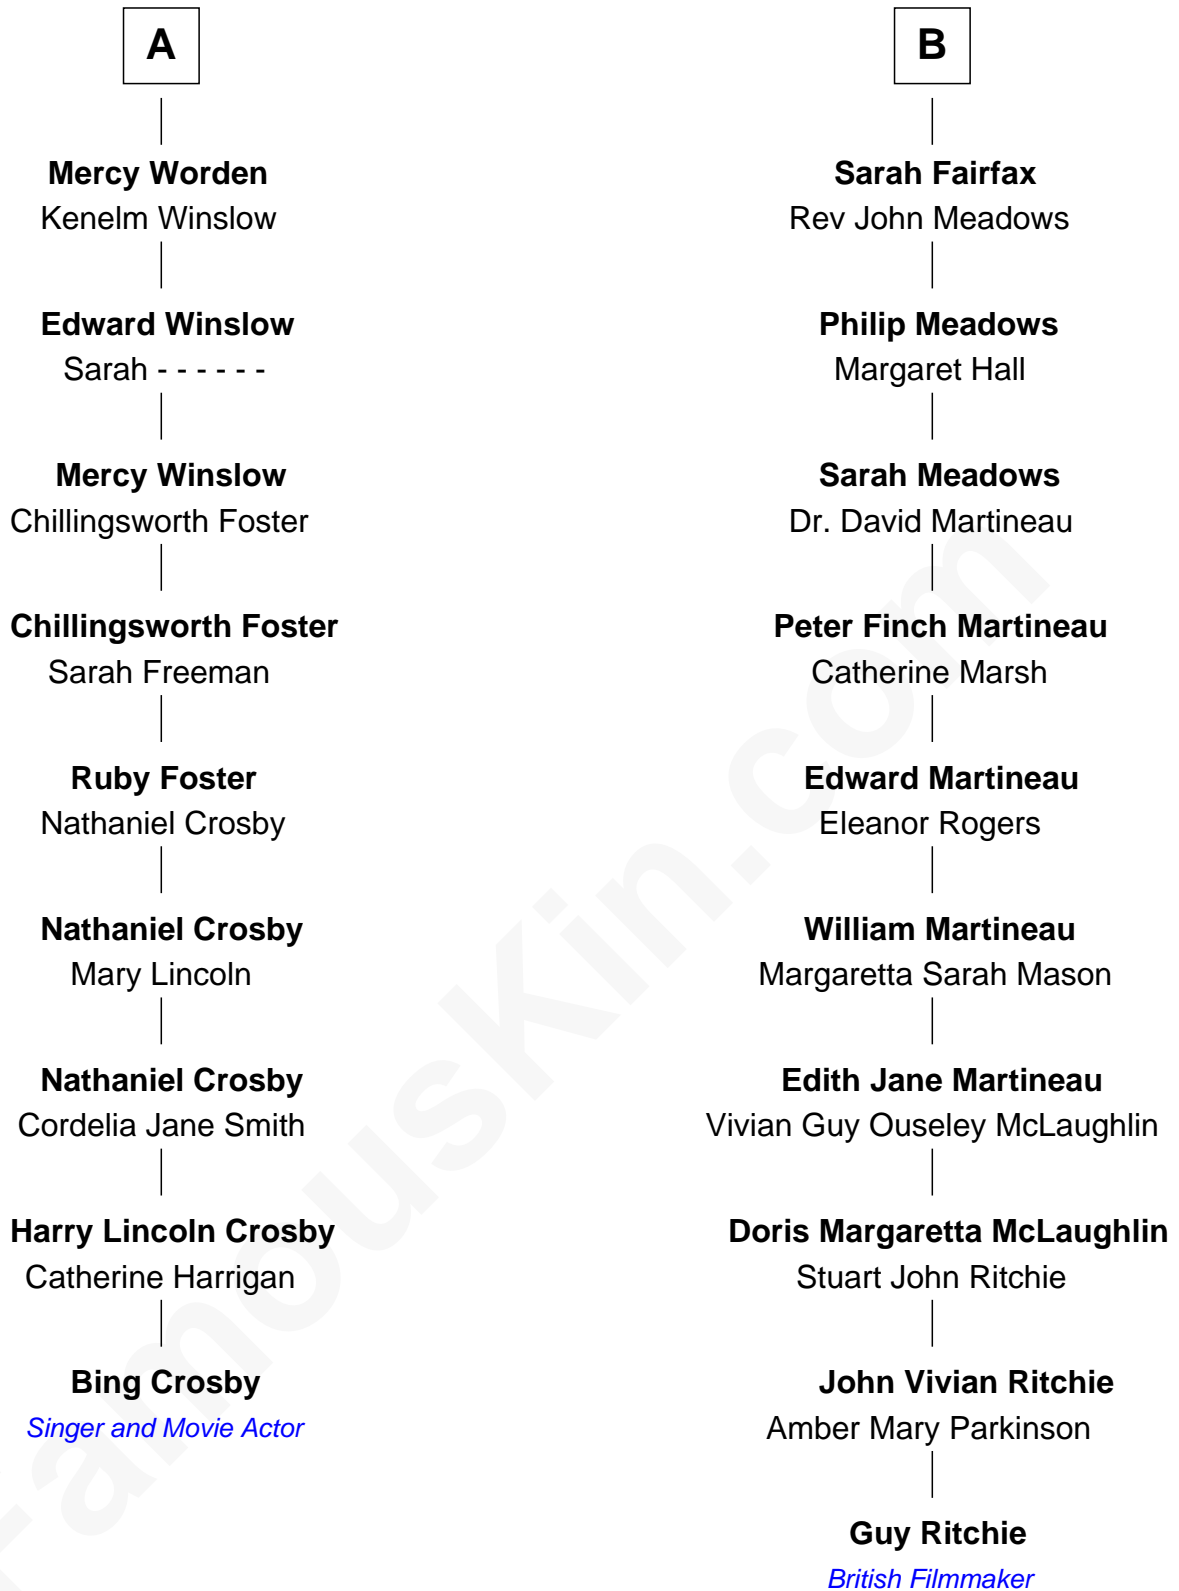 A
Mercy Worden
Kenelm Winslow
Edward Winslow
Sarah - - - - - -
Mercy Winslow
Chillingsworth Foster
Chillingsworth Foster
Sarah Freeman
Ruby Foster
Nathaniel Crosby
Nathaniel Crosby
Mary Lincoln
Nathaniel Crosby
Cordelia Jane Smith
Harry Lincoln Crosby
Catherine Harrigan
Bing Crosby
Singer and Movie Actor
B
Sarah Fairfax
Rev John Meadows
Philip Meadows
Margaret Hall
Sarah Meadows
Dr. David Martineau
Peter Finch Martineau
Catherine Marsh
Edward Martineau
Eleanor Rogers
William Martineau
Margaretta Sarah Mason
Edith Jane Martineau
Vivian Guy Ouseley McLaughlin
Doris Margaretta McLaughlin
Stuart John Ritchie
John Vivian Ritchie
Amber Mary Parkinson
Guy Ritchie
British Filmmaker
FamousKin.com